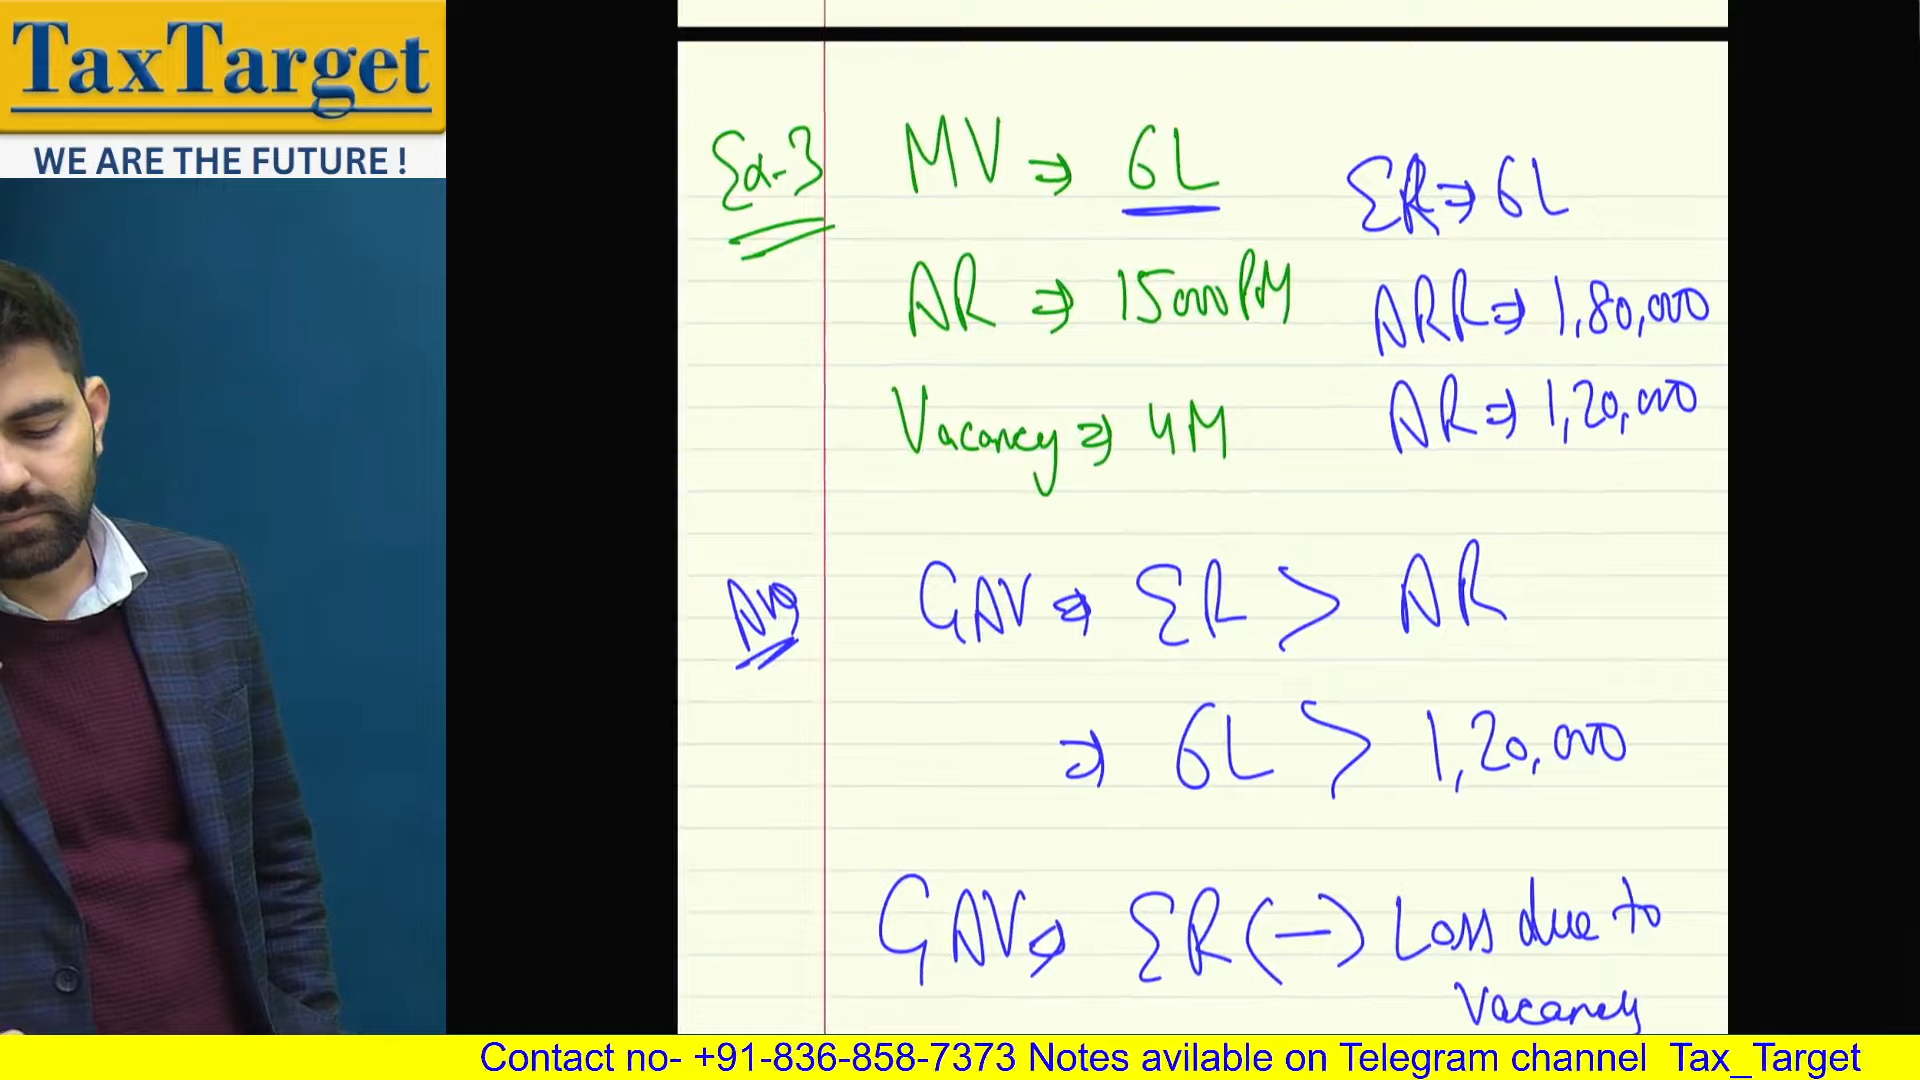 TaxTarget
WE ARE THE FUTURE !
Ex-3
MV ⇒ 6L
AR ⇒ 15000 PM
Vacancy ⇒ 4M
ER ⇒ 6L
ARR ⇒ 1,80,000
AR ⇒ 1,20,000
Ans
GAV ⇒ ER > AR
⇒ 6L > 1,20,000
GAV ⇒ ER (-) Loss due to
Vacancy
Contact no- +91-836-858-7373 Notes avilable on Telegram channel Tax_Target